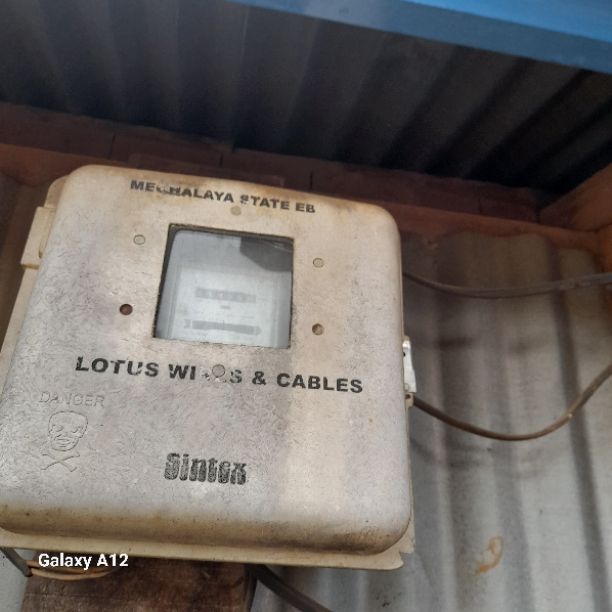 MEGHALAYA STATE EB
LOTUS WIRES & CABLES
DANGER
Sintex
Galaxy A12